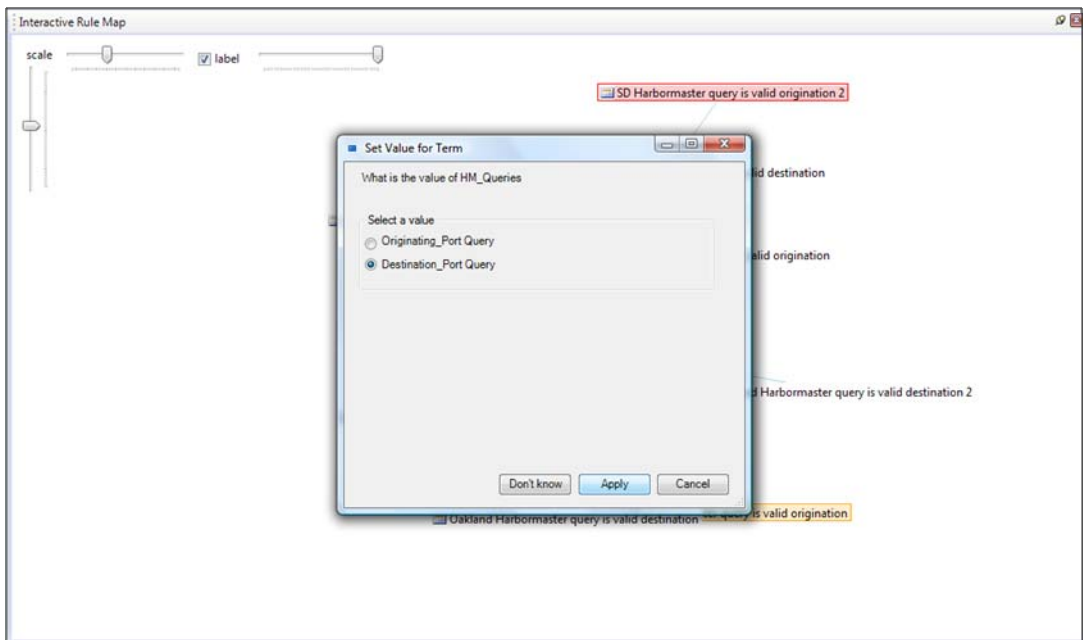 Interactive Rule Map
scale
label
SD Harbormaster query is valid origination 2
Set Value for Term
What is the value of HM_Queries
destination
Select a value
Originating_Port Query
origination
Destination_Port Query
Harbormaster query is valid destination 2
Don't know Apply Cancel
Oakland Harbormaster query is valid destination
query is valid origination